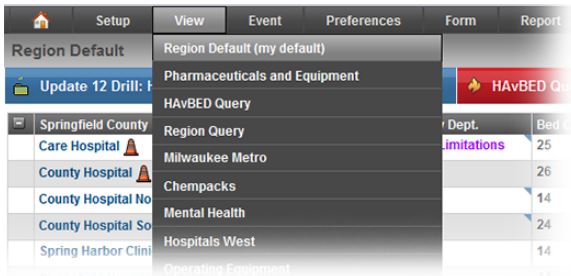 Setup View Event Preferences Form Report
Region Default
Region Default (my default)
Update 12 Drill:
HAvBED Qu
Pharmaceuticals and Equipment
HAvBED Query
Region Query
Milwaukee Metro
Chempacks
Mental Health
Hospitals West
Operating Equipment
Springfield County Dept. Bed C
Care Hospital Limitations 25
County Hospital 26
County Hospital No 14
County Hospital So 24
Spring Harbor Clini 14